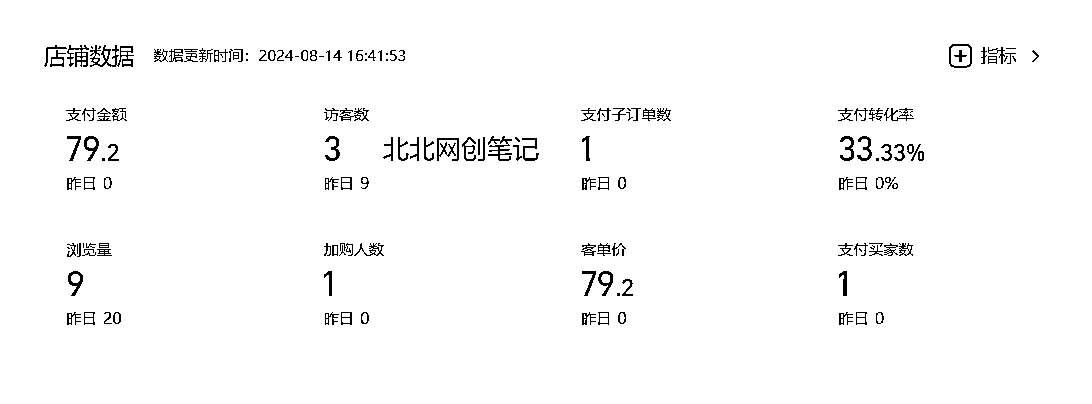 店铺数据 数据更新时间：2024-08-14 16:41:53 指标
支付金额 访客数 支付子订单数 支付转化率
79.2 3 北北网创笔记 1 33.33%
昨日 0 昨日 9 昨日 0 昨日 0%
浏览量 加购人数 客单价 支付买家数
9 1 79.2 1
昨日 20 昨日 0 昨日 0 昨日 0